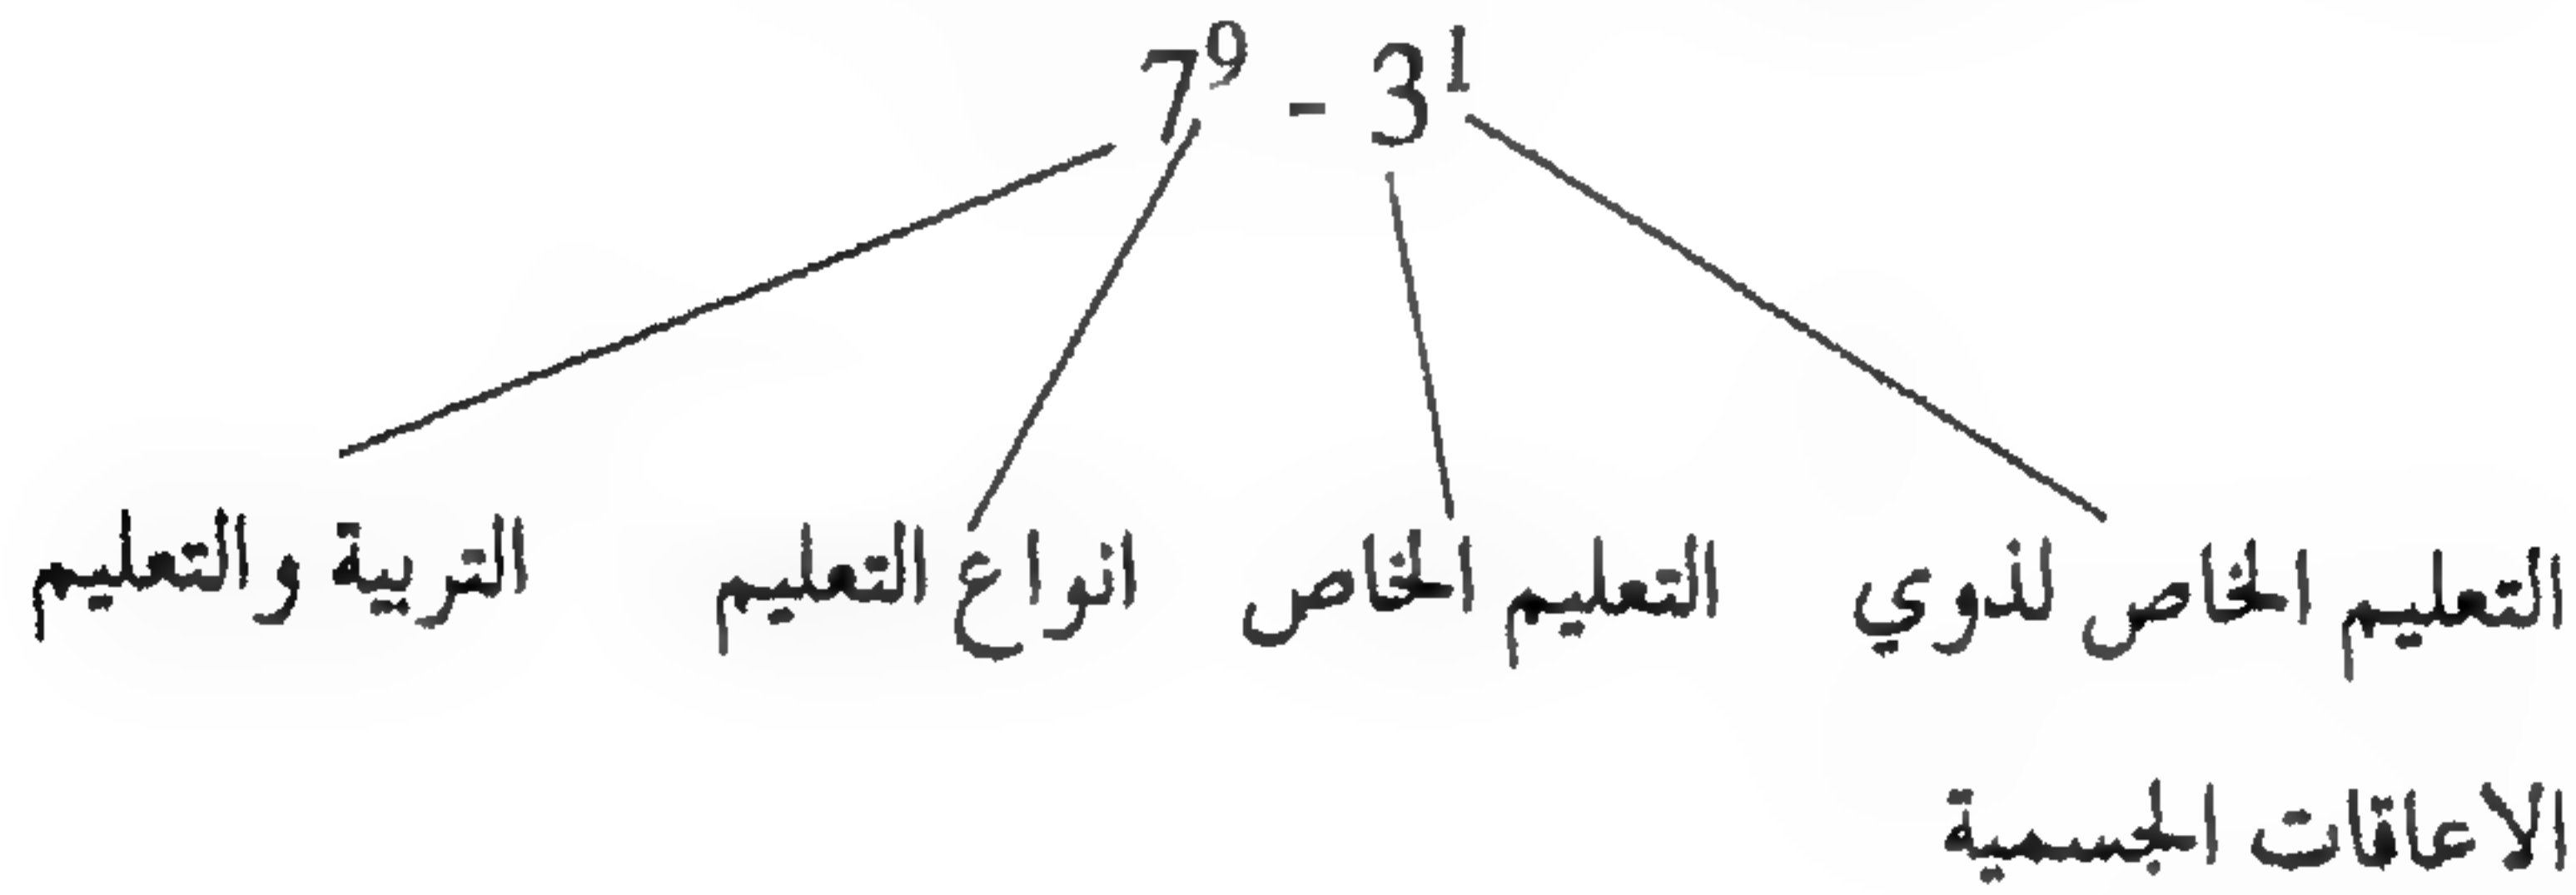 7⁹ - 3¹
التربية والتعليم
انواع التعليم
التعليم الخاص
التعليم الخاص لذوي
الاعاقات الجسمية